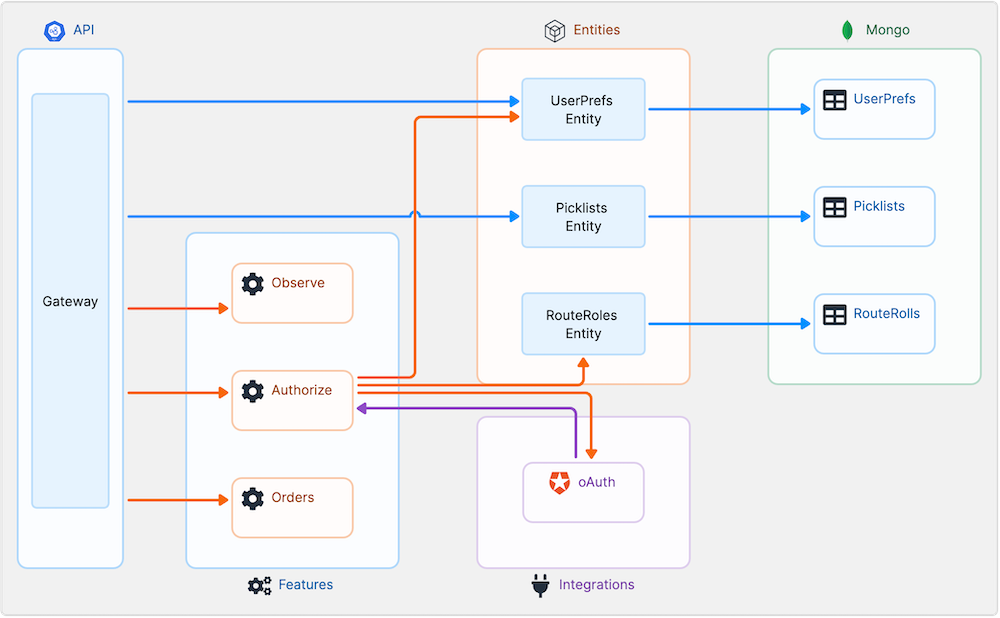 API
Entities
Mongo
UserPrefs
Entity
UserPrefs
Picklists
Entity
Picklists
Gateway
Observe
RouteRoles
Entity
RouteRolls
Authorize
oAuth
Orders
Features
Integrations